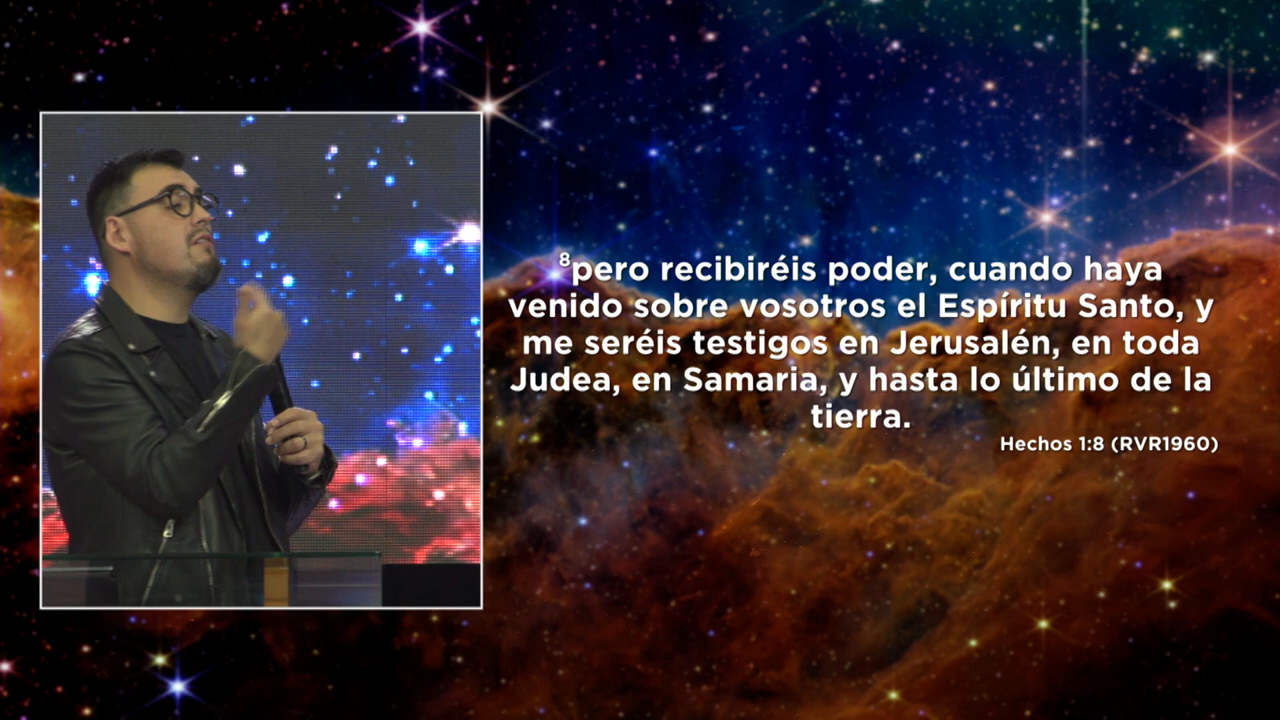 ⁸pero recibiréis poder, cuando haya
venido sobre vosotros el Espíritu Santo, y
me seréis testigos en Jerusalén, en toda
Judea, en Samaria, y hasta lo último de la
tierra.
Hechos 1:8 (RVR1960)